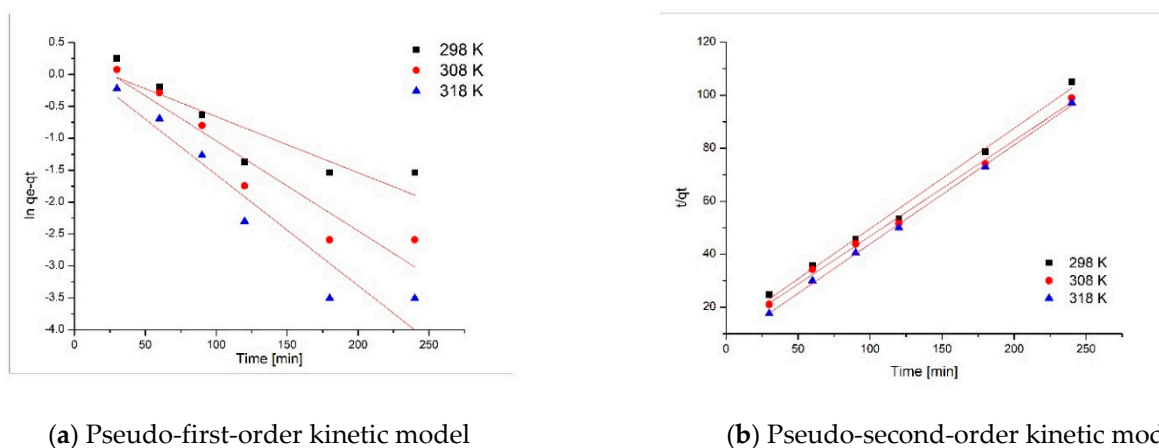 0.5
0.0
-0.5
-1.0
-1.5
-2.0
-2.5
-3.0
-3.5
-4.0
ln qe-qt
0 50 100 150 200 250
Time [min]
298 K
308 K
318 K
120
100
80
60
40
20
t/qt
0 50 100 150 200 250
Time [min]
298 K
308 K
318 K
(a) Pseudo-first-order kinetic model
(b) Pseudo-second-order kinetic mod